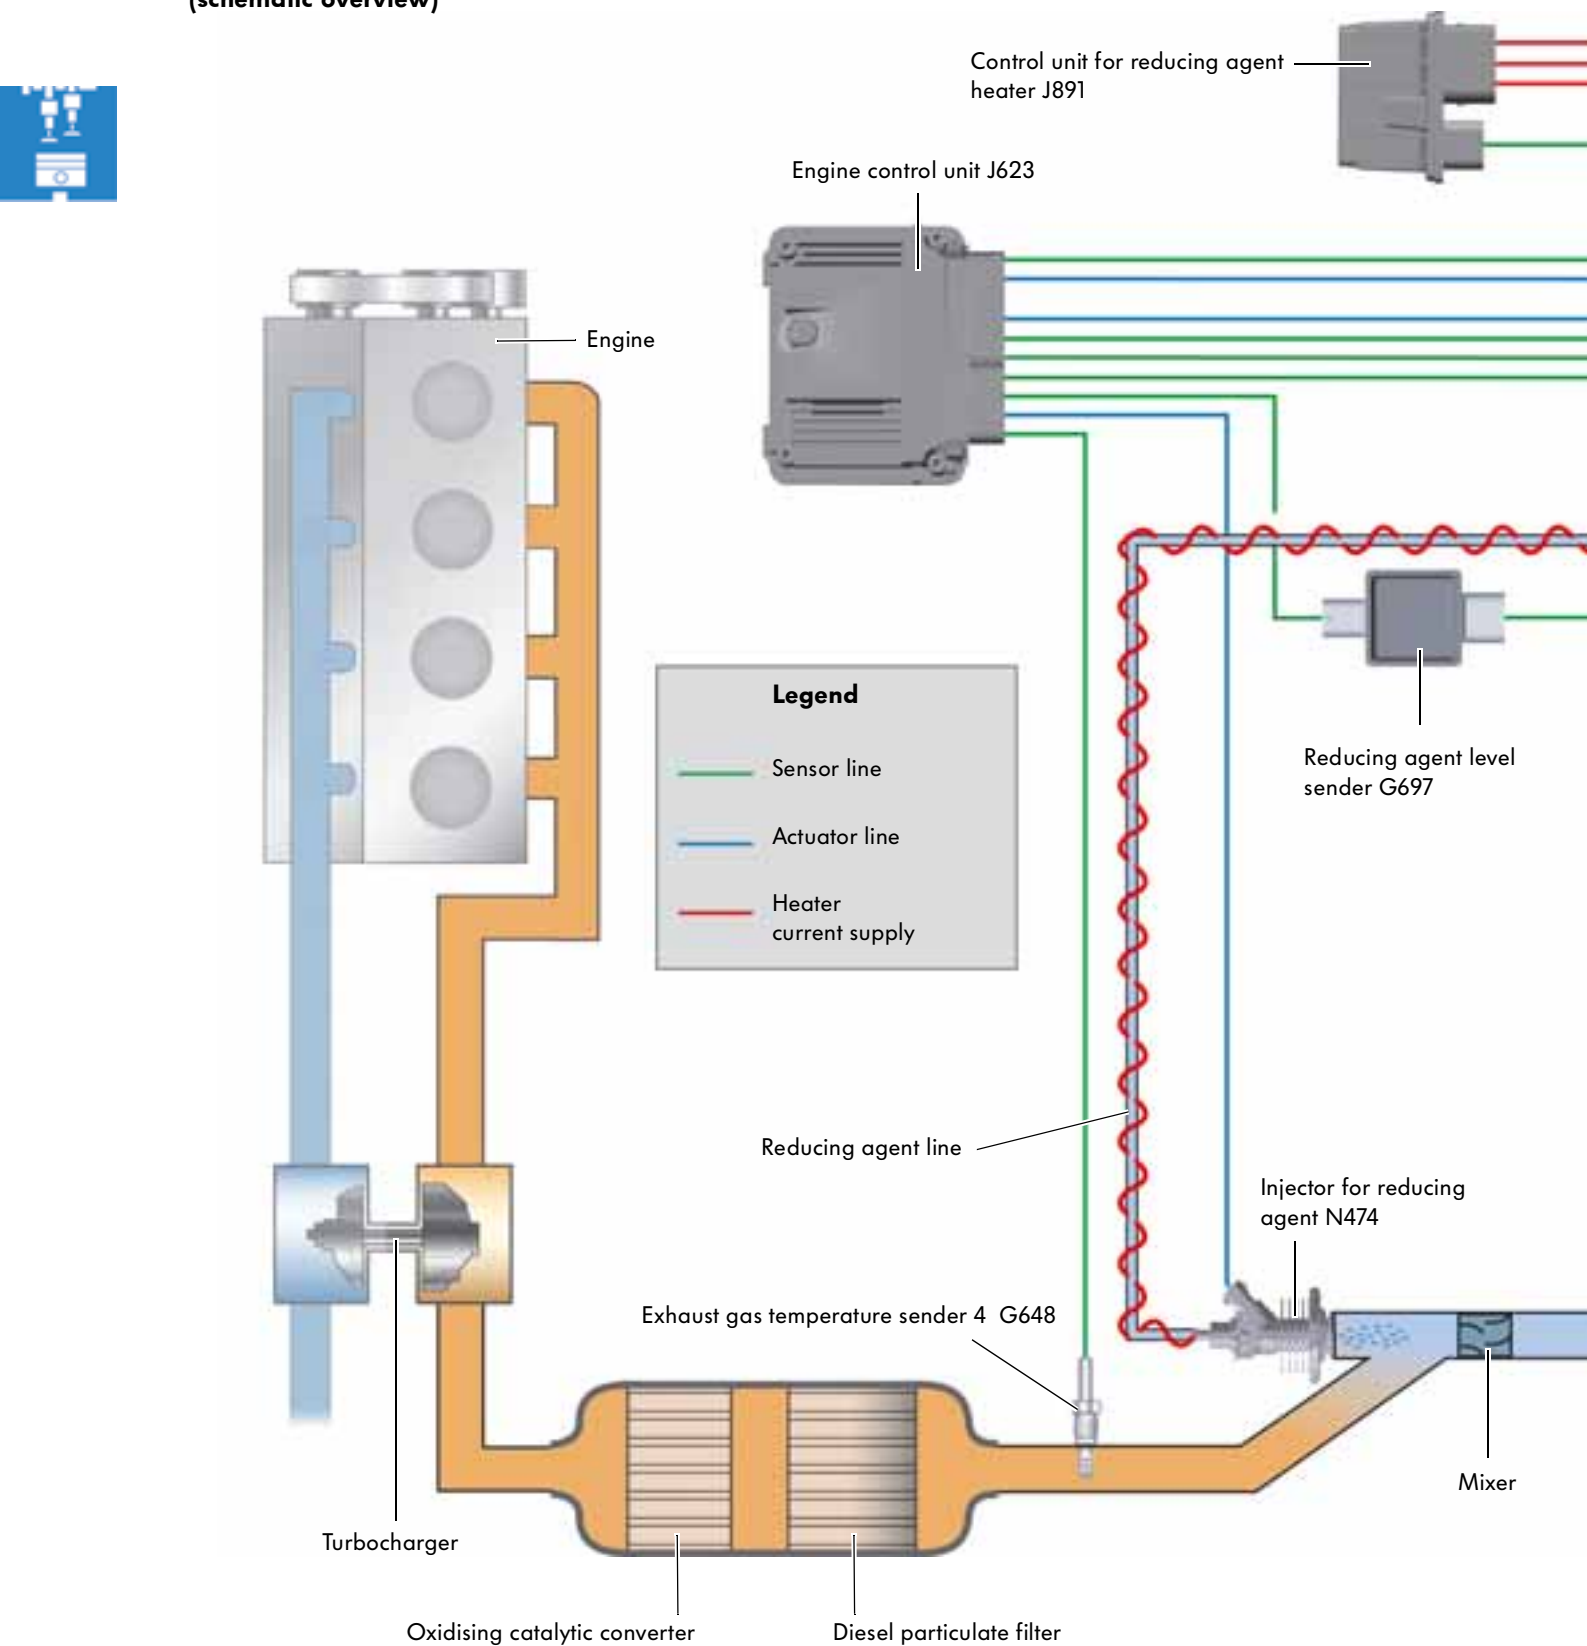 (schematic overview)
Control unit for reducing agent
heater J891
Engine control unit J623
Engine
Legend
Sensor line
Actuator line
Heater
current supply
Reducing agent level
sender G697
Reducing agent line
Injector for reducing
agent N474
Exhaust gas temperature sender 4 G648
Mixer
Turbocharger
Oxidising catalytic converter
Diesel particulate filter